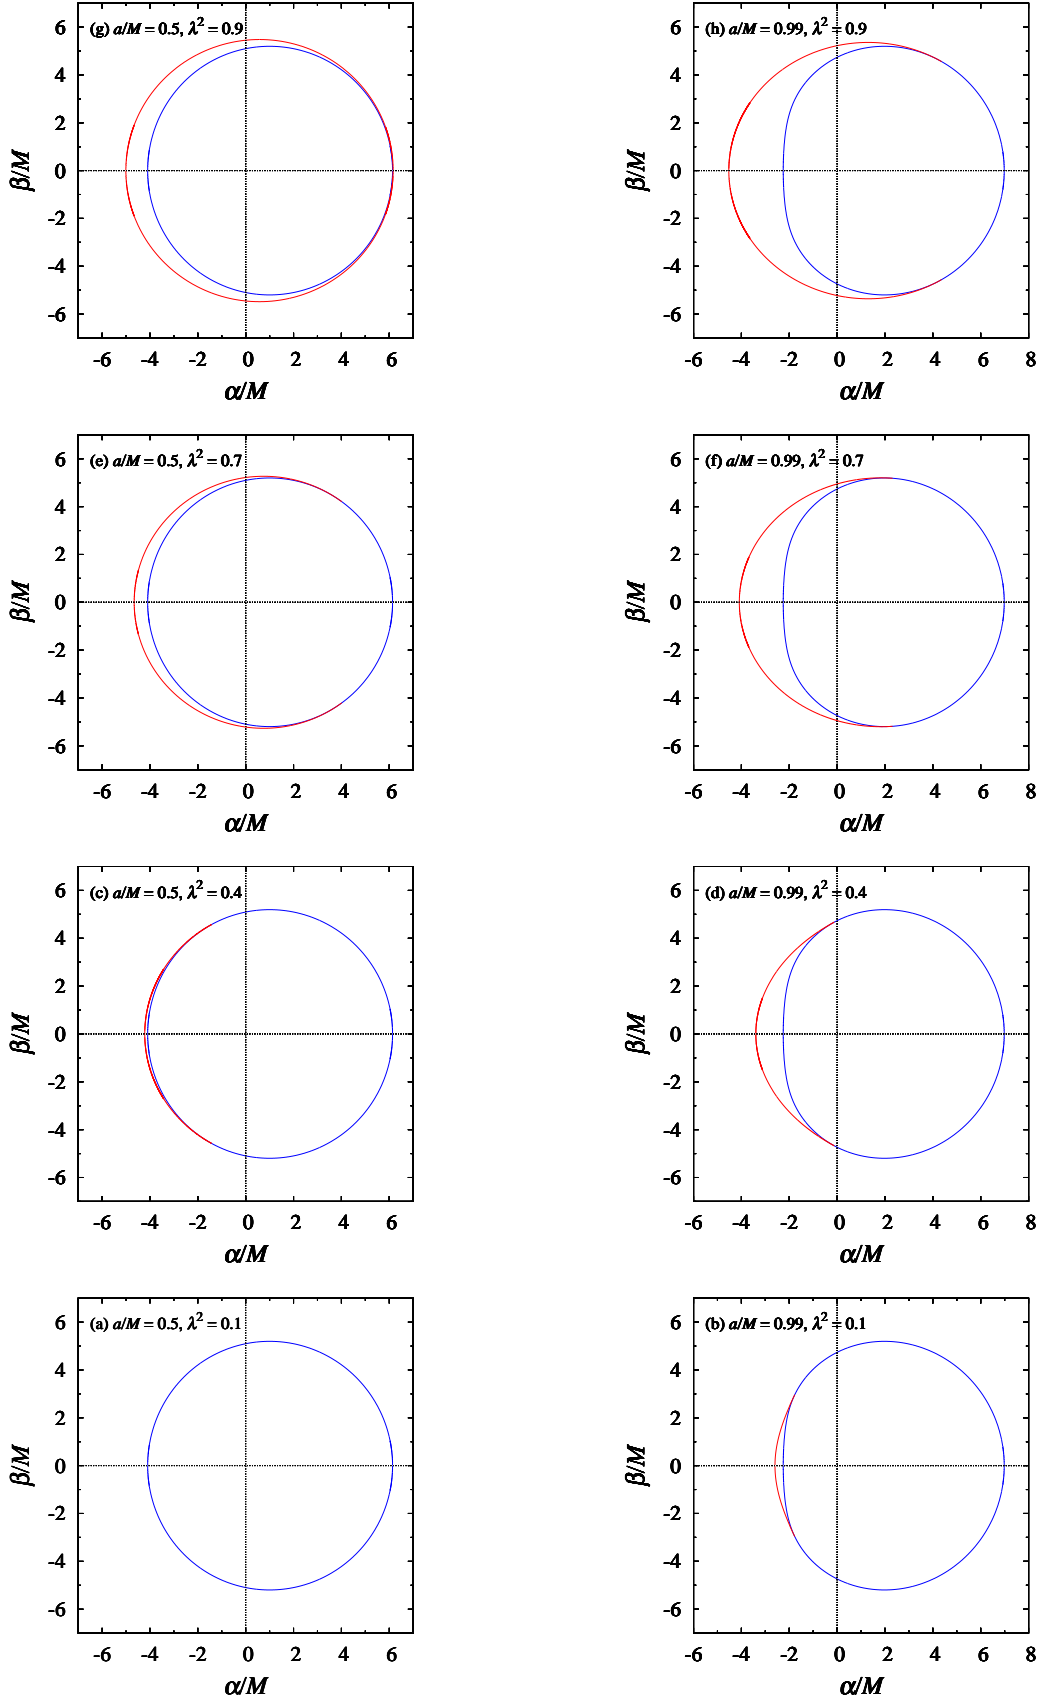 (g) a/M = 0.5, λ² = 0.9
6
4
2
0
-2
-4
-6
β/M
-6 -4 -2 0 2 4 6
α/M
(h) a/M = 0.99, λ² = 0.9
6
4
2
0
-2
-4
-6
β/M
-6 -4 -2 0 2 4 6 8
α/M
(e) a/M = 0.5, λ² = 0.7
6
4
2
0
-2
-4
-6
β/M
-6 -4 -2 0 2 4 6
α/M
(f) a/M = 0.99, λ² = 0.7
6
4
2
0
-2
-4
-6
β/M
-6 -4 -2 0 2 4 6 8
α/M
(c) a/M = 0.5, λ² = 0.4
6
4
2
0
-2
-4
-6
β/M
-6 -4 -2 0 2 4 6
α/M
(d) a/M = 0.99, λ² = 0.4
6
4
2
0
-2
-4
-6
β/M
-6 -4 -2 0 2 4 6 8
α/M
(a) a/M = 0.5, λ² = 0.1
6
4
2
0
-2
-4
-6
β/M
-6 -4 -2 0 2 4 6
α/M
(b) a/M = 0.99, λ² = 0.1
6
4
2
0
-2
-4
-6
β/M
-6 -4 -2 0 2 4 6 8
α/M